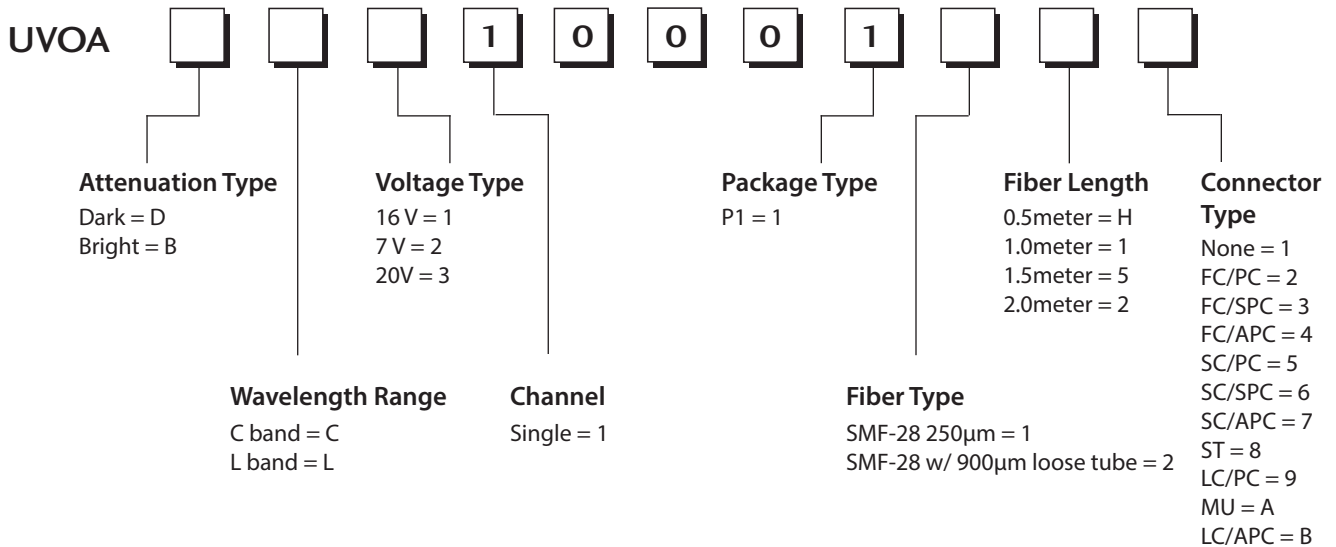 UVOA 1 0 0 0 1
Attenuation Type
Dark = D
Bright = B
Voltage Type
16 V = 1
7 V = 2
20V = 3
Package Type
P1 = 1
Fiber Length
0.5meter = H
1.0meter = 1
1.5meter = 5
2.0meter = 2
Connector
Type
None = 1
FC/PC = 2
FC/SPC = 3
FC/APC = 4
SC/PC = 5
SC/SPC = 6
SC/APC = 7
ST = 8
LC/PC = 9
MU = A
LC/APC = B
Wavelength Range
C band = C
L band = L
Channel
Single = 1
Fiber Type
SMF-28 250µm = 1
SMF-28 w/ 900µm loose tube = 2